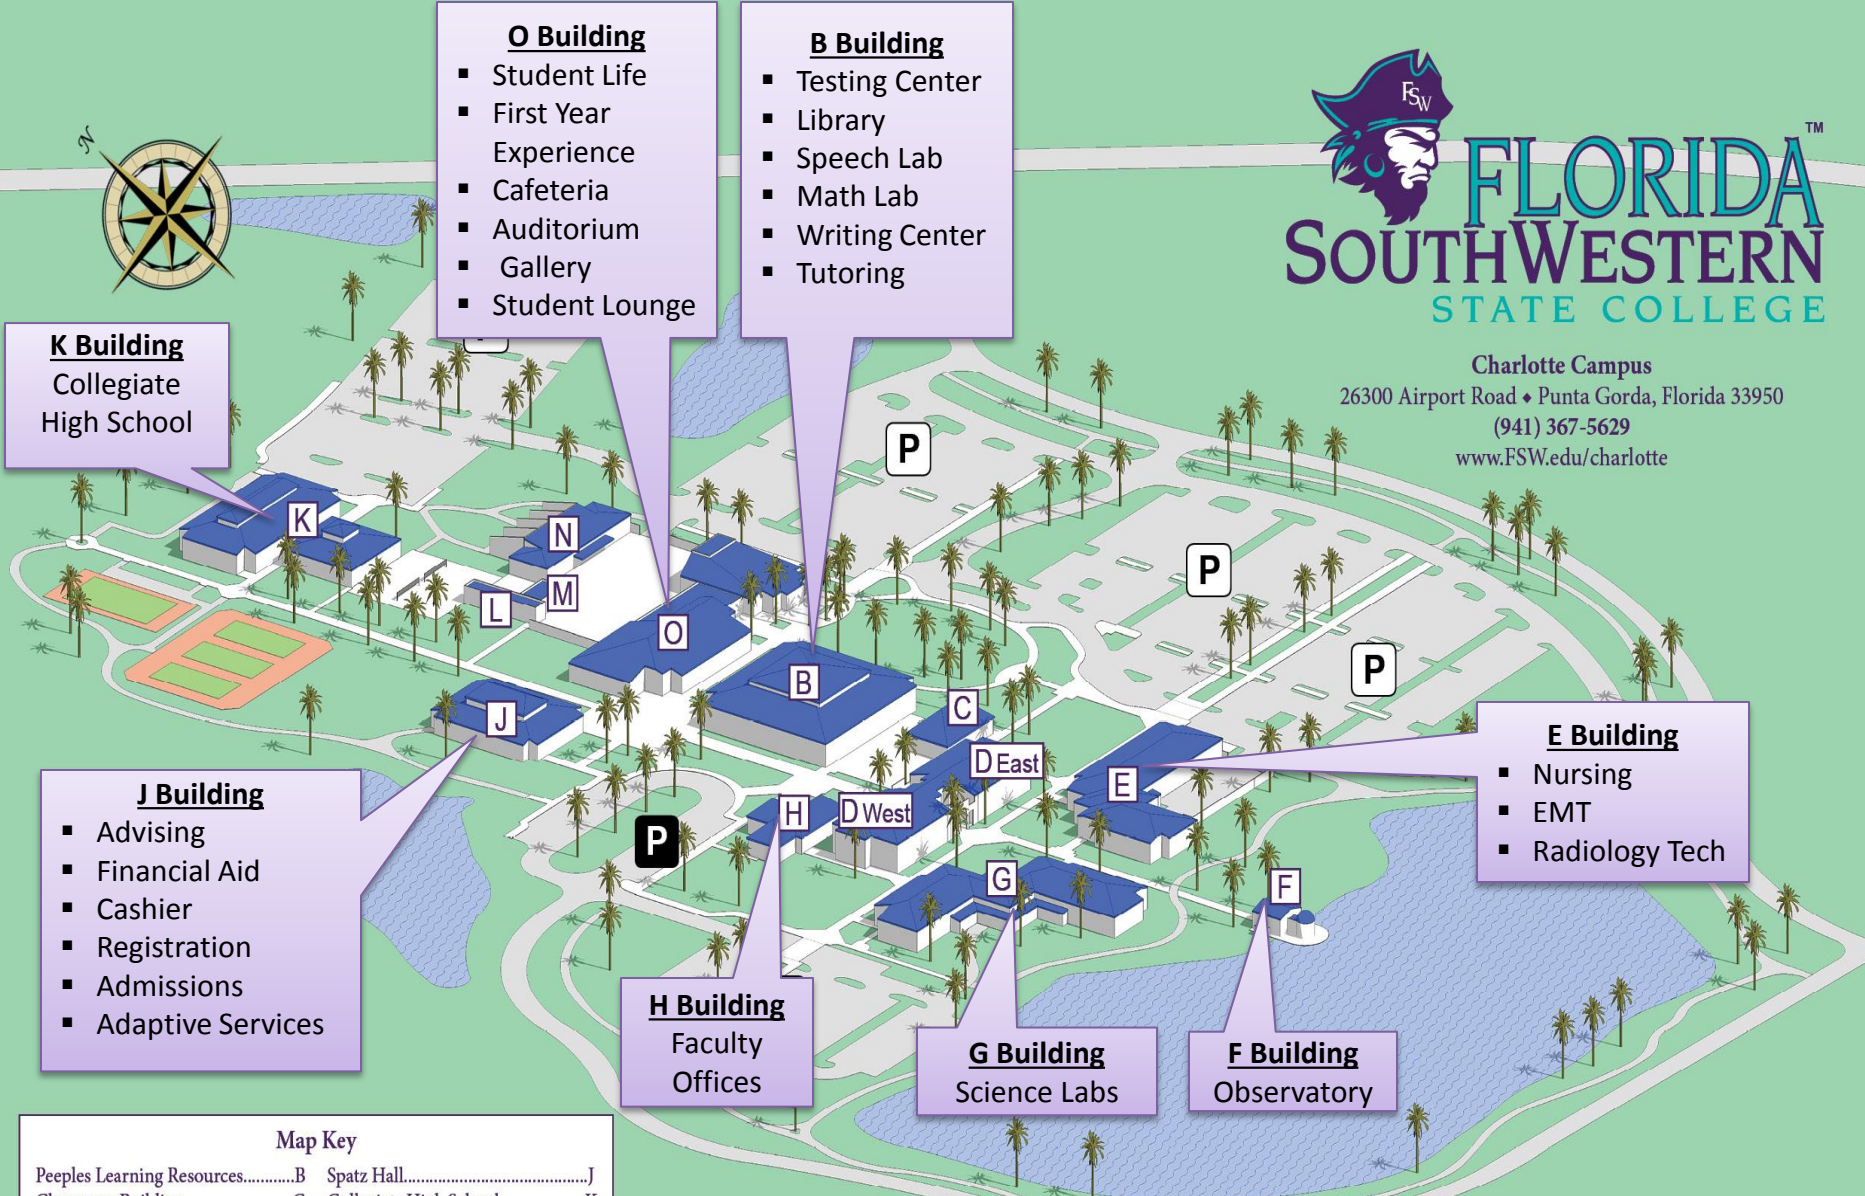 O Building
▪ Student Life
▪ First Year
Experience
▪ Cafeteria
▪ Auditorium
▪ Gallery
▪ Student Lounge
B Building
▪ Testing Center
▪ Library
▪ Speech Lab
▪ Math Lab
▪ Writing Center
▪ Tutoring
N
FSW
FLORIDA™
SOUTHWESTERN
STATE COLLEGE
Charlotte Campus
26300 Airport Road ♦ Punta Gorda, Florida 33950
(941) 367-5629
www.FSW.edu/charlotte
K Building
Collegiate
High School
P
K
N
P
L
M
O
P
B
J
C
D East
E
H
D West
P
G
F
E Building
▪ Nursing
▪ EMT
▪ Radiology Tech
J Building
▪ Advising
▪ Financial Aid
▪ Cashier
▪ Registration
▪ Admissions
▪ Adaptive Services
H Building
Faculty
Offices
G Building
Science Labs
F Building
Observatory
Map Key
Peeples Learning Resources............B
Spatz Hall...........................................J